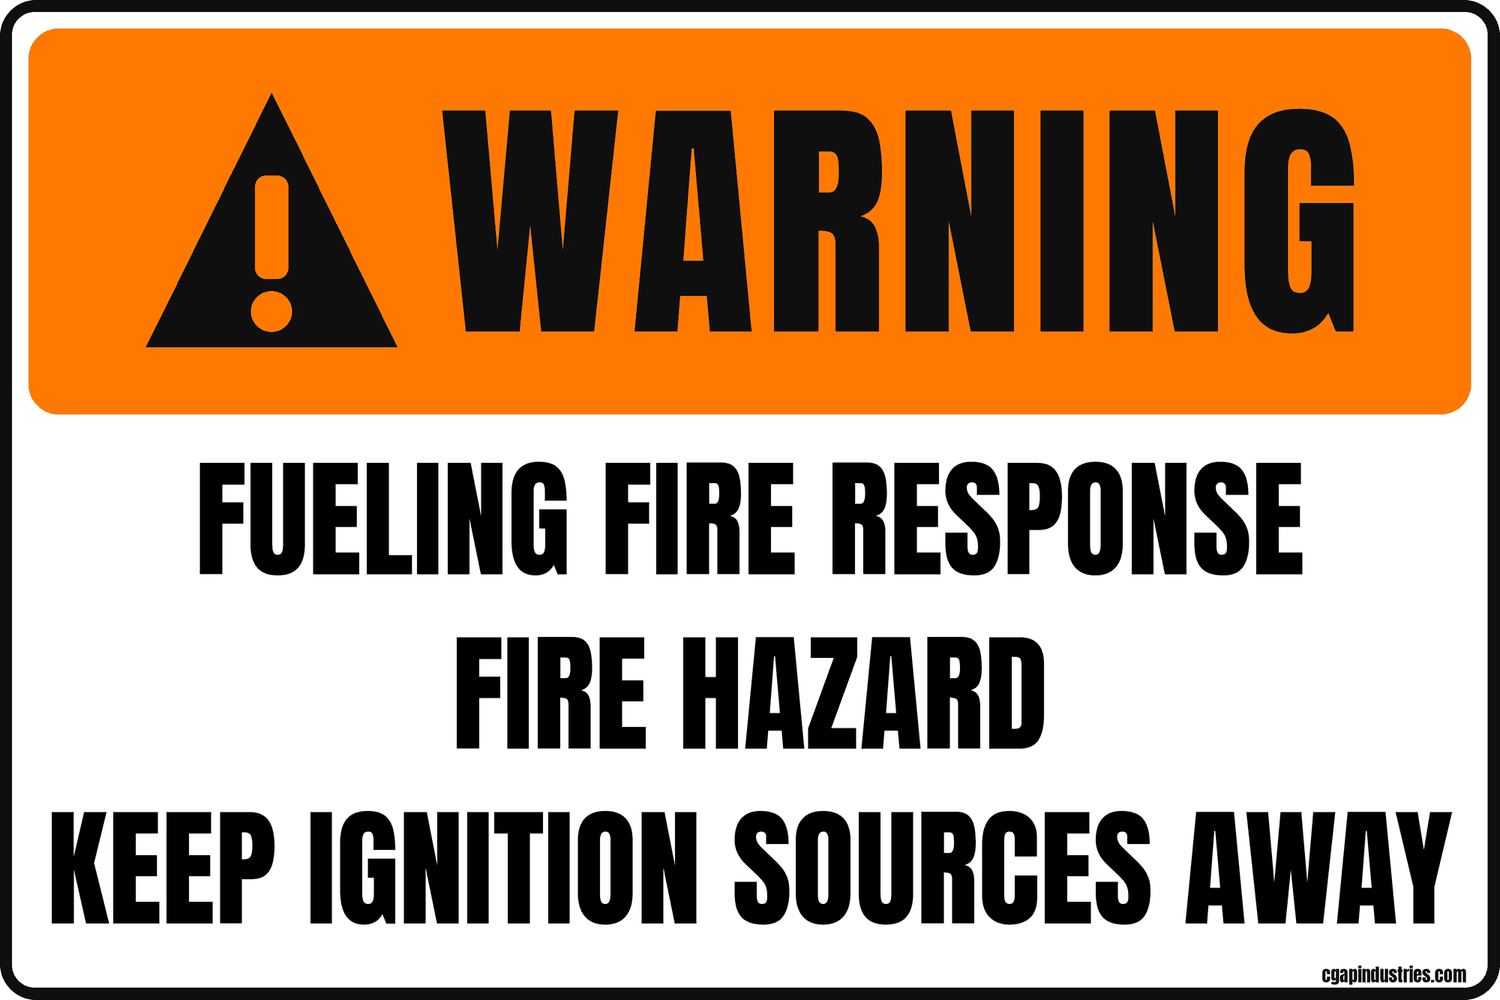 WARNING
FUELING FIRE RESPONSE
FIRE HAZARD
KEEP IGNITION SOURCES AWAY
cgapindustries.com